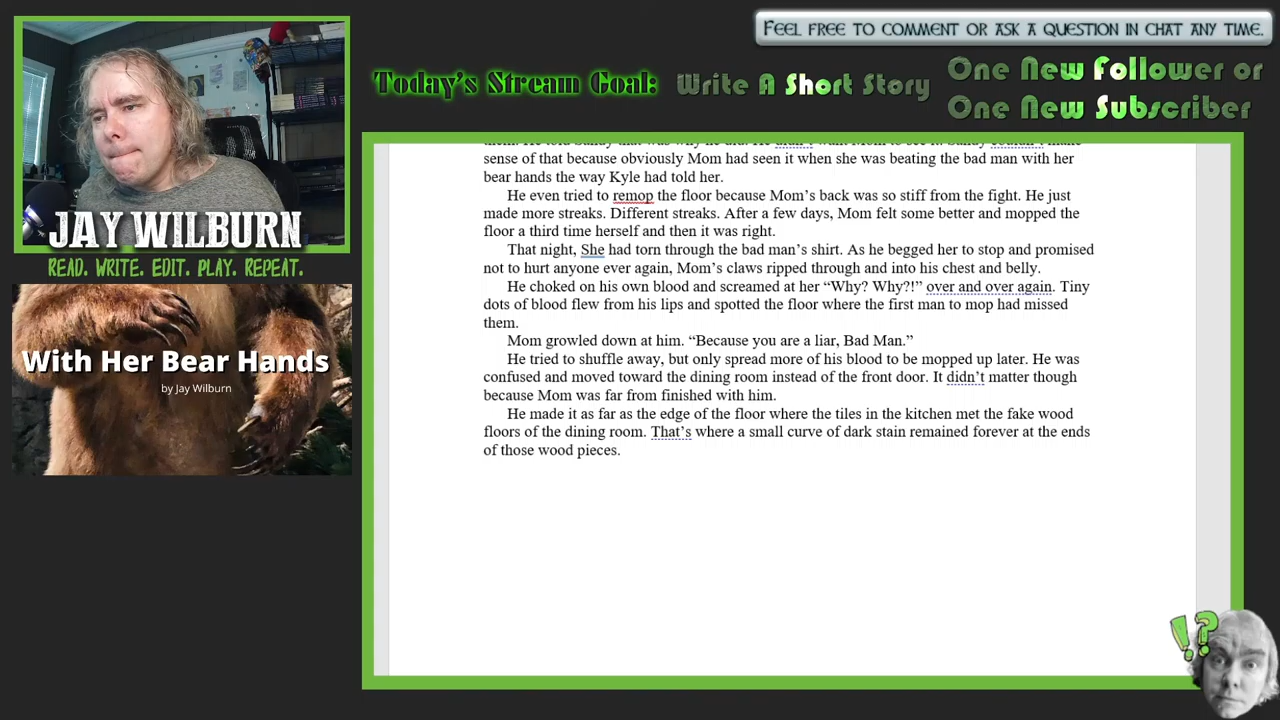 FEEL FREE TO COMMENT OR ASK A QUESTION IN CHAT ANY TIME.
Today's Stream Goal:
Write A Short Story
One New Follower or
One New Subscriber
JAY WILBURN
READ. WRITE. EDIT. PLAY. REPEAT.
With Her Bear Hands
by Jay Wilburn
sense of that because obviously Mom had seen it when she was beating the bad man with her
bear hands the way Kyle had told her.
He even tried to remop the floor because Mom's back was so stiff from the fight. He just
made more streaks. Different streaks. After a few days, Mom felt some better and mopped the
floor a third time herself and then it was right.
That night, She had torn through the bad man's shirt. As he begged her to stop and promised
not to hurt anyone ever again, Mom's claws ripped through and into his chest and belly.
He choked on his own blood and screamed at her “Why? Why?!” over and over again. Tiny
dots of blood flew from his lips and spotted the floor where the first man to mop had missed
them.
Mom growled down at him. “Because you are a liar, Bad Man.”
He tried to shuffle away, but only spread more of his blood to be mopped up later. He was
confused and moved toward the dining room instead of the front door. It didn't matter though
because Mom was far from finished with him.
He made it as far as the edge of the floor where the tiles in the kitchen met the fake wood
floors of the dining room. That's where a small curve of dark stain remained forever at the ends
of those wood pieces.
!?